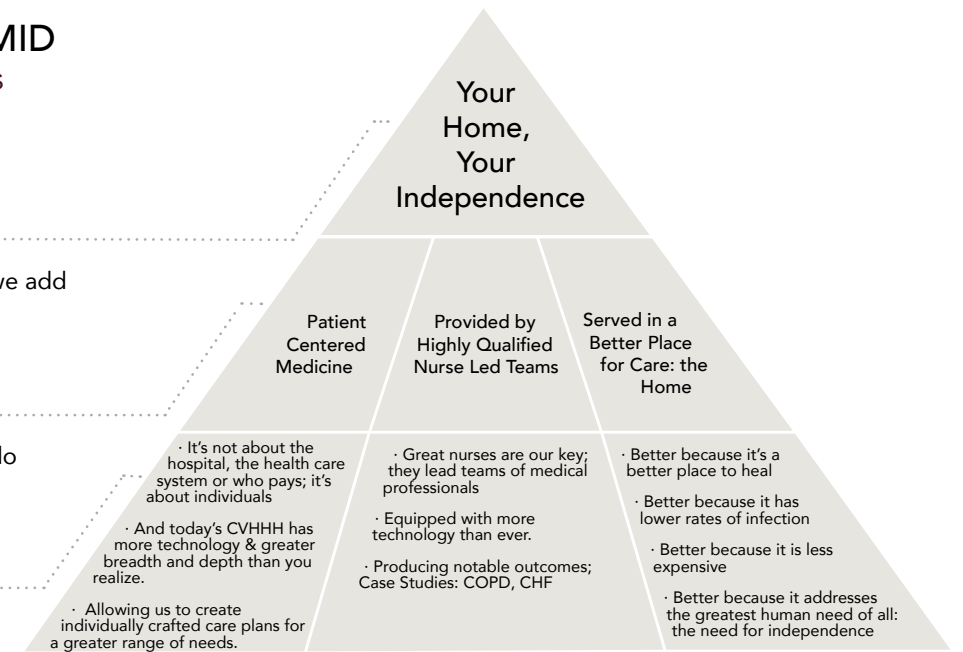 MID
Your
Home,
Your
Independence
we add
Patient
Centered
Medicine
Provided by
Highly Qualified
Nurse Led Teams
Served in a
Better Place
for Care: the
Home
· It's not about the
hospital, the health care
system or who pays; it's
about individuals
· And today's CVHHH has
more technology & greater
breadth and depth than you
realize.
· Allowing us to create
individually crafted care plans for
a greater range of needs.
· Great nurses are our key;
they lead teams of medical
professionals
· Equipped with more
technology than ever.
· Producing notable outcomes;
Case Studies: COPD, CHF
· Better because it's a
better place to heal
· Better because it has
lower rates of infection
· Better because it is less
expensive
· Better because it addresses
the greatest human need of all:
the need for independence